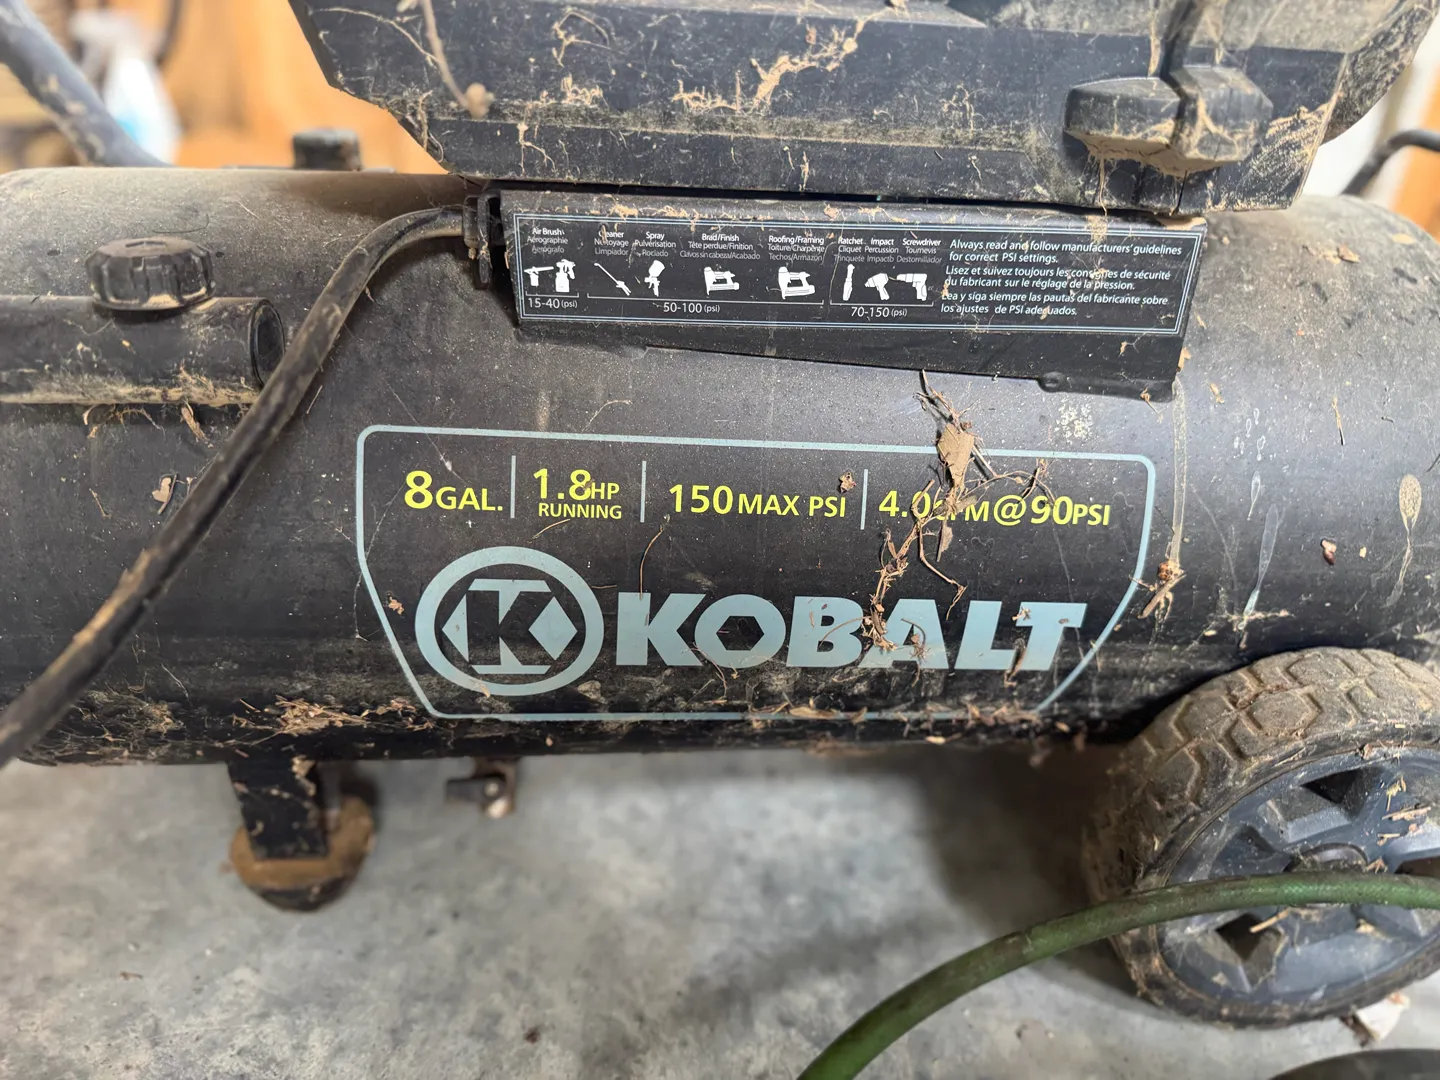 Air Brush
Aérographie
Aerógrafo
Cleaner
Nettoyage
Limpiador
Spray
Pulvérisation
Rociado
Brad/Finish
Tête perdue/Finition
Clavos sin cabeza/Acabado
Roofing/Framing
Toiture/Charpente
Techos/Armazón
Ratchet
Cliquet
Trinquete
Impact
Percussion
Impacto
Screwdriver
Tournevis
Destornillador
15-40 (psi)
50-100 (psi)
70-150 (psi)
Always read and follow manufacturers' guidelines
for correct PSI settings.
Lisez et suivez toujours les consignes de sécurité
du fabricant sur le réglage de la pression.
Lea y siga siempre las pautas del fabricante sobre
los ajustes de PSI adecuados.
8GAL.
1.8HP
RUNNING
150MAX PSI
4.0CFM@90PSI
K KOBALT